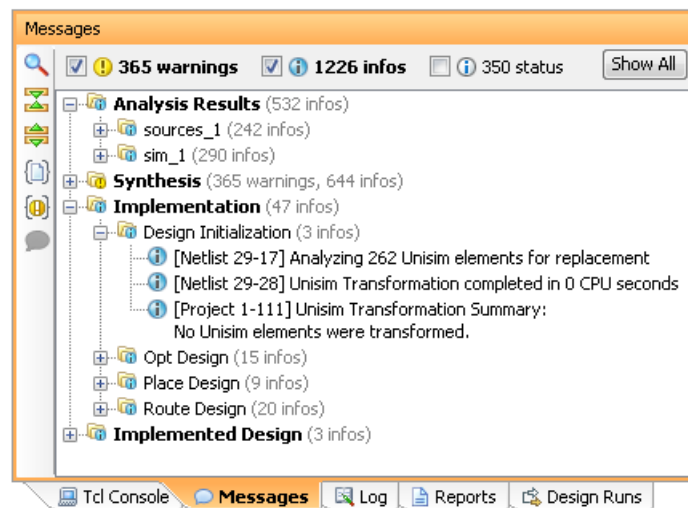 Messages
365 warnings 1226 infos 350 status Show All
Analysis Results (532 infos)
sources_1 (242 infos)
sim_1 (290 infos)
Synthesis (365 warnings, 644 infos)
Implementation (47 infos)
Design Initialization (3 infos)
[Netlist 29-17] Analyzing 262 Unisim elements for replacement
[Netlist 29-28] Unisim Transformation completed in 0 CPU seconds
[Project 1-111] Unisim Transformation Summary:
No Unisim elements were transformed.
Opt Design (15 infos)
Place Design (9 infos)
Route Design (20 infos)
Implemented Design (3 infos)
Tcl Console Messages Log Reports Design Runs